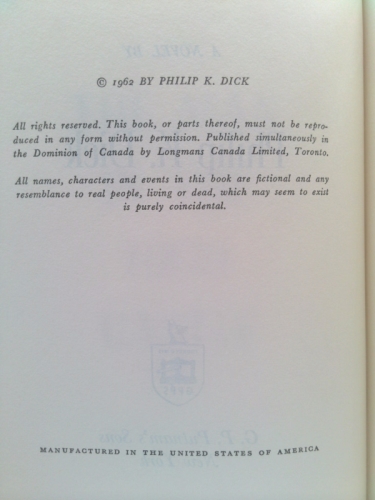 © 1962 BY PHILIP K. DICK
All rights reserved. This book, or parts thereof, must not be repro-
duced in any form without permission. Published simultaneously in
the Dominion of Canada by Longmans Canada Limited, Toronto.
All names, characters and events in this book are fictional and any
resemblance to real people, living or dead, which may seem to exist
is purely coincidental.
MANUFACTURED IN THE UNITED STATES OF AMERICA